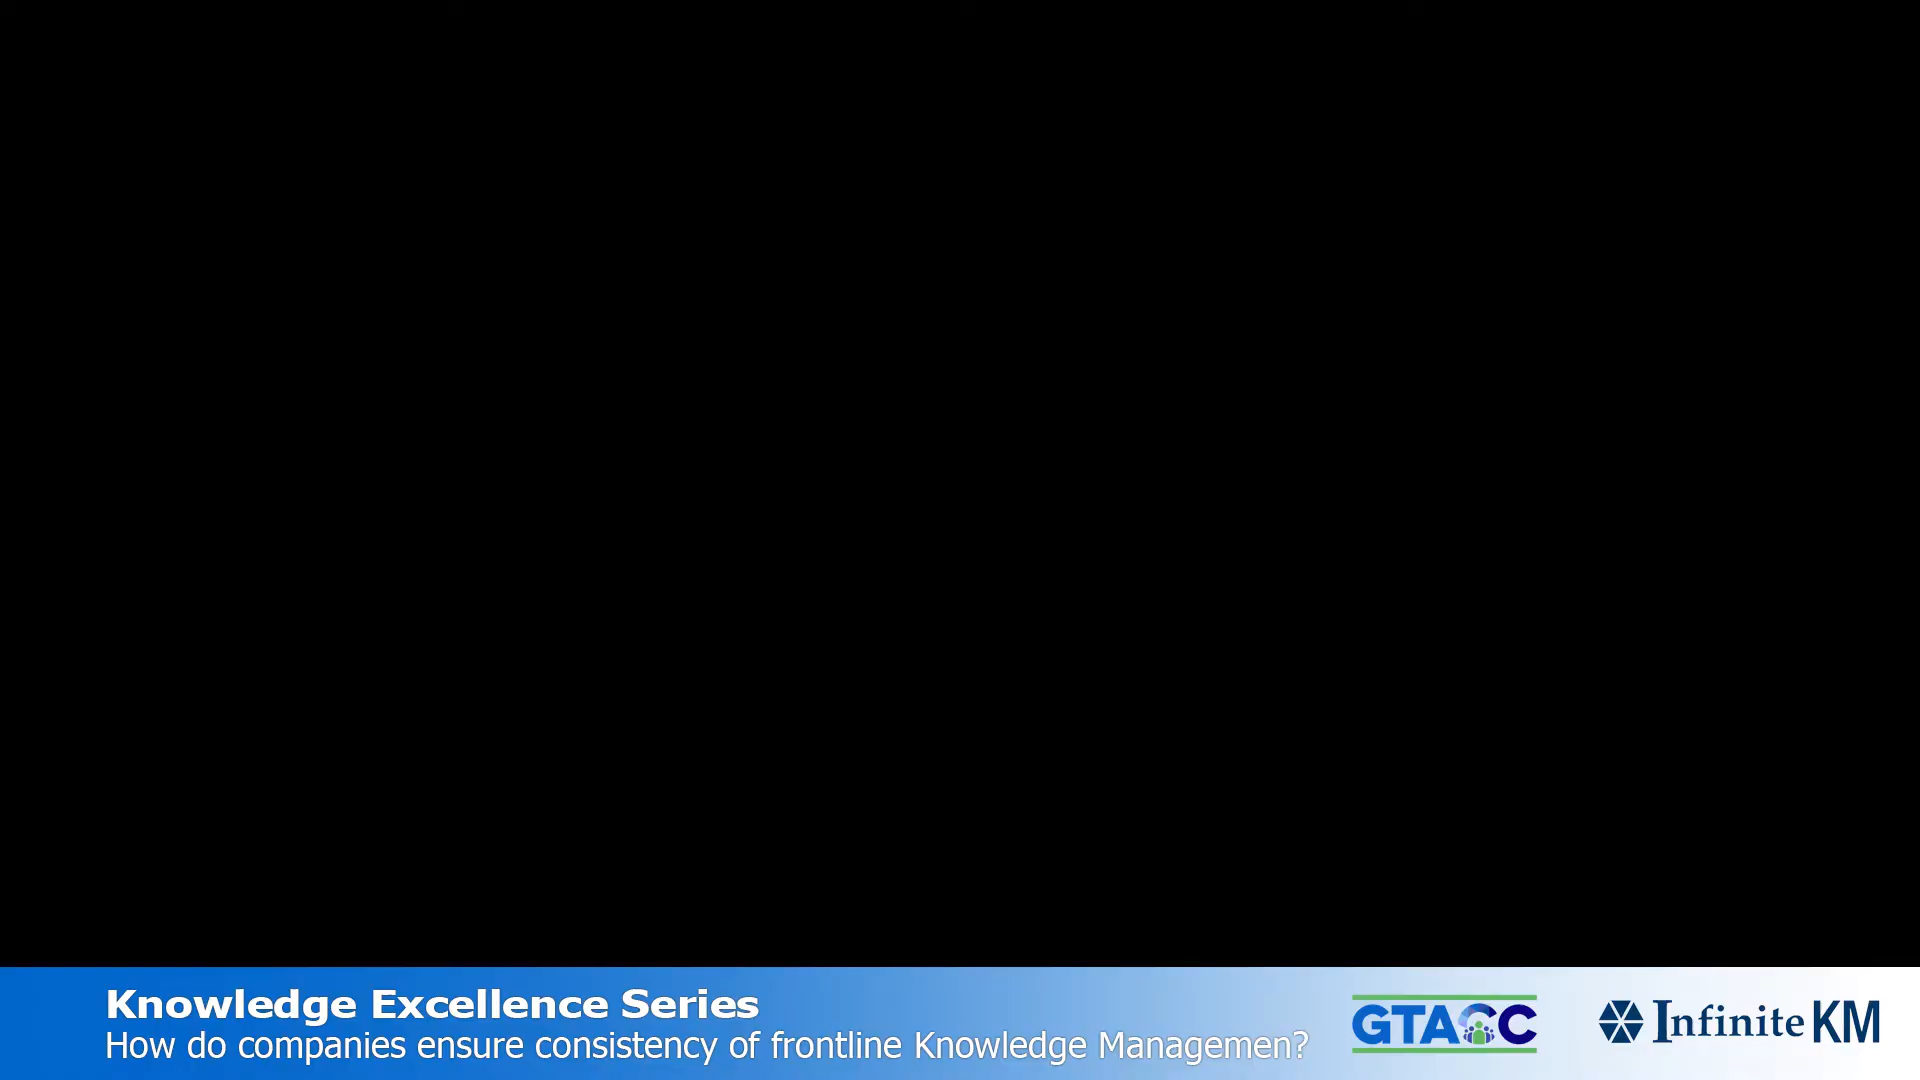 Knowledge Excellence Series
How do companies ensure consistency of frontline Knowledge Managemen?
GTACC
InfiniteKM